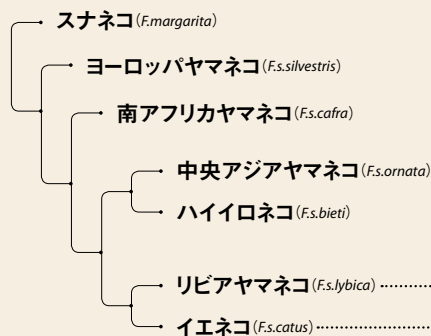 スナネコ(F.margarita)
ヨーロッパヤマネコ(F.s.silvestris)
南アフリカヤマネコ(F.s.cafra)
中央アジアヤマネコ(F.s.ornata)
ハイイロネコ(F.s.bieti)
リビアヤマネコ(F.s.lybica)
イエネコ(F.s.catus)